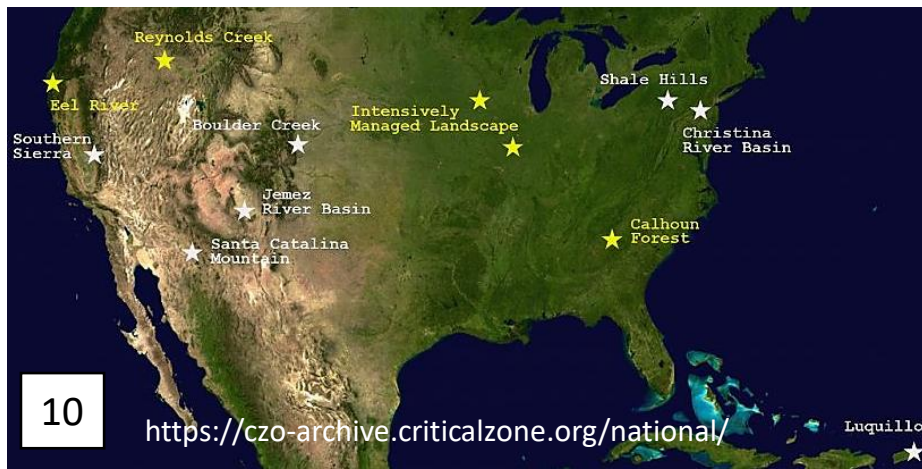 Reynolds Creek
Eel River
Southern
Sierra
Boulder Creek
Jemez
River Basin
Santa Catalina
Mountain
Intensively
Managed Landscape
Shale Hills
Christina
River Basin
Calhoun
Forest
Luquillo
10
https://czo-archive.criticalzone.org/national/